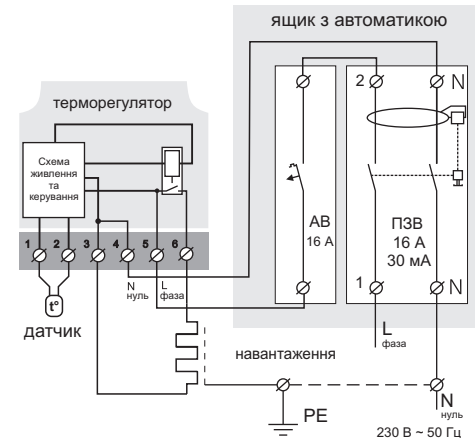 ящик з автоматикою
терморегулятор
Схема
живлення
та
керування
1 2 3 4 5 6
N
нуль
L
фаза
t°
датчик
2
N
АВ
16 А
ПЗВ
16 А
30 мА
1
N
L
фаза
навантаження
PE
N
нуль
230 В ~ 50 Гц